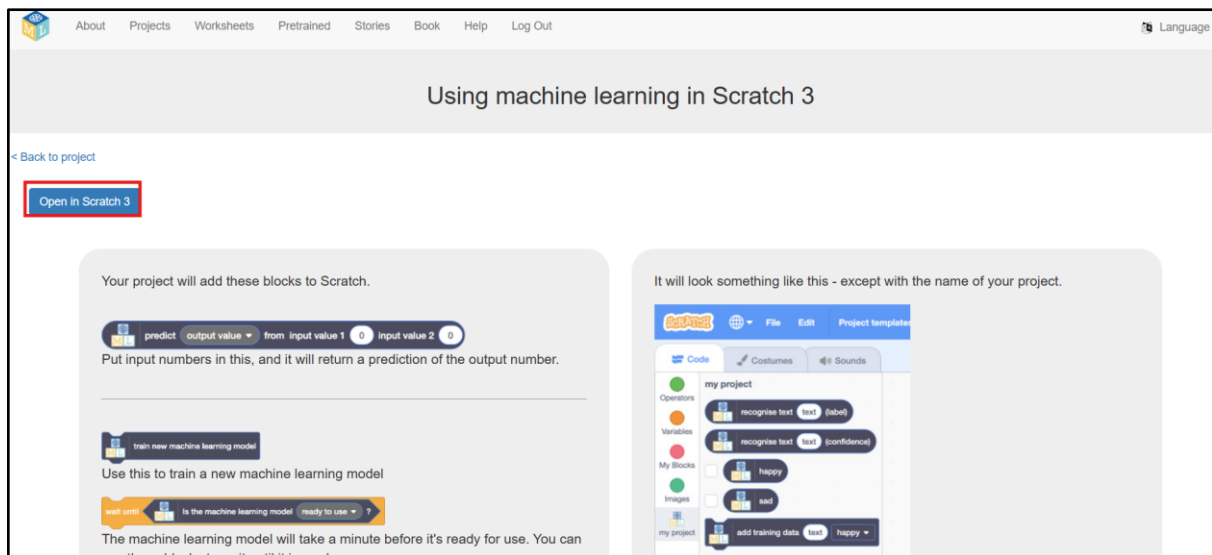 About Projects Worksheets Pretrained Stories Book Help Log Out Language
Using machine learning in Scratch 3
< Back to project
Open in Scratch 3
Your project will add these blocks to Scratch.
predict output value from input value 1 0 input value 2 0
Put input numbers in this, and it will return a prediction of the output number.
train new machine learning model
Use this to train a new machine learning model
wait until Is the machine learning model ready to use ?
The machine learning model will take a minute before it's ready for use. You can
It will look something like this - except with the name of your project.
SCRATCH File Edit Project templates
Code Costumes Sounds
my project
Operators
recognise text text (label)
Variables
recognise text text (confidence)
My Blocks
happy
Images
sad
my project
add training data text happy